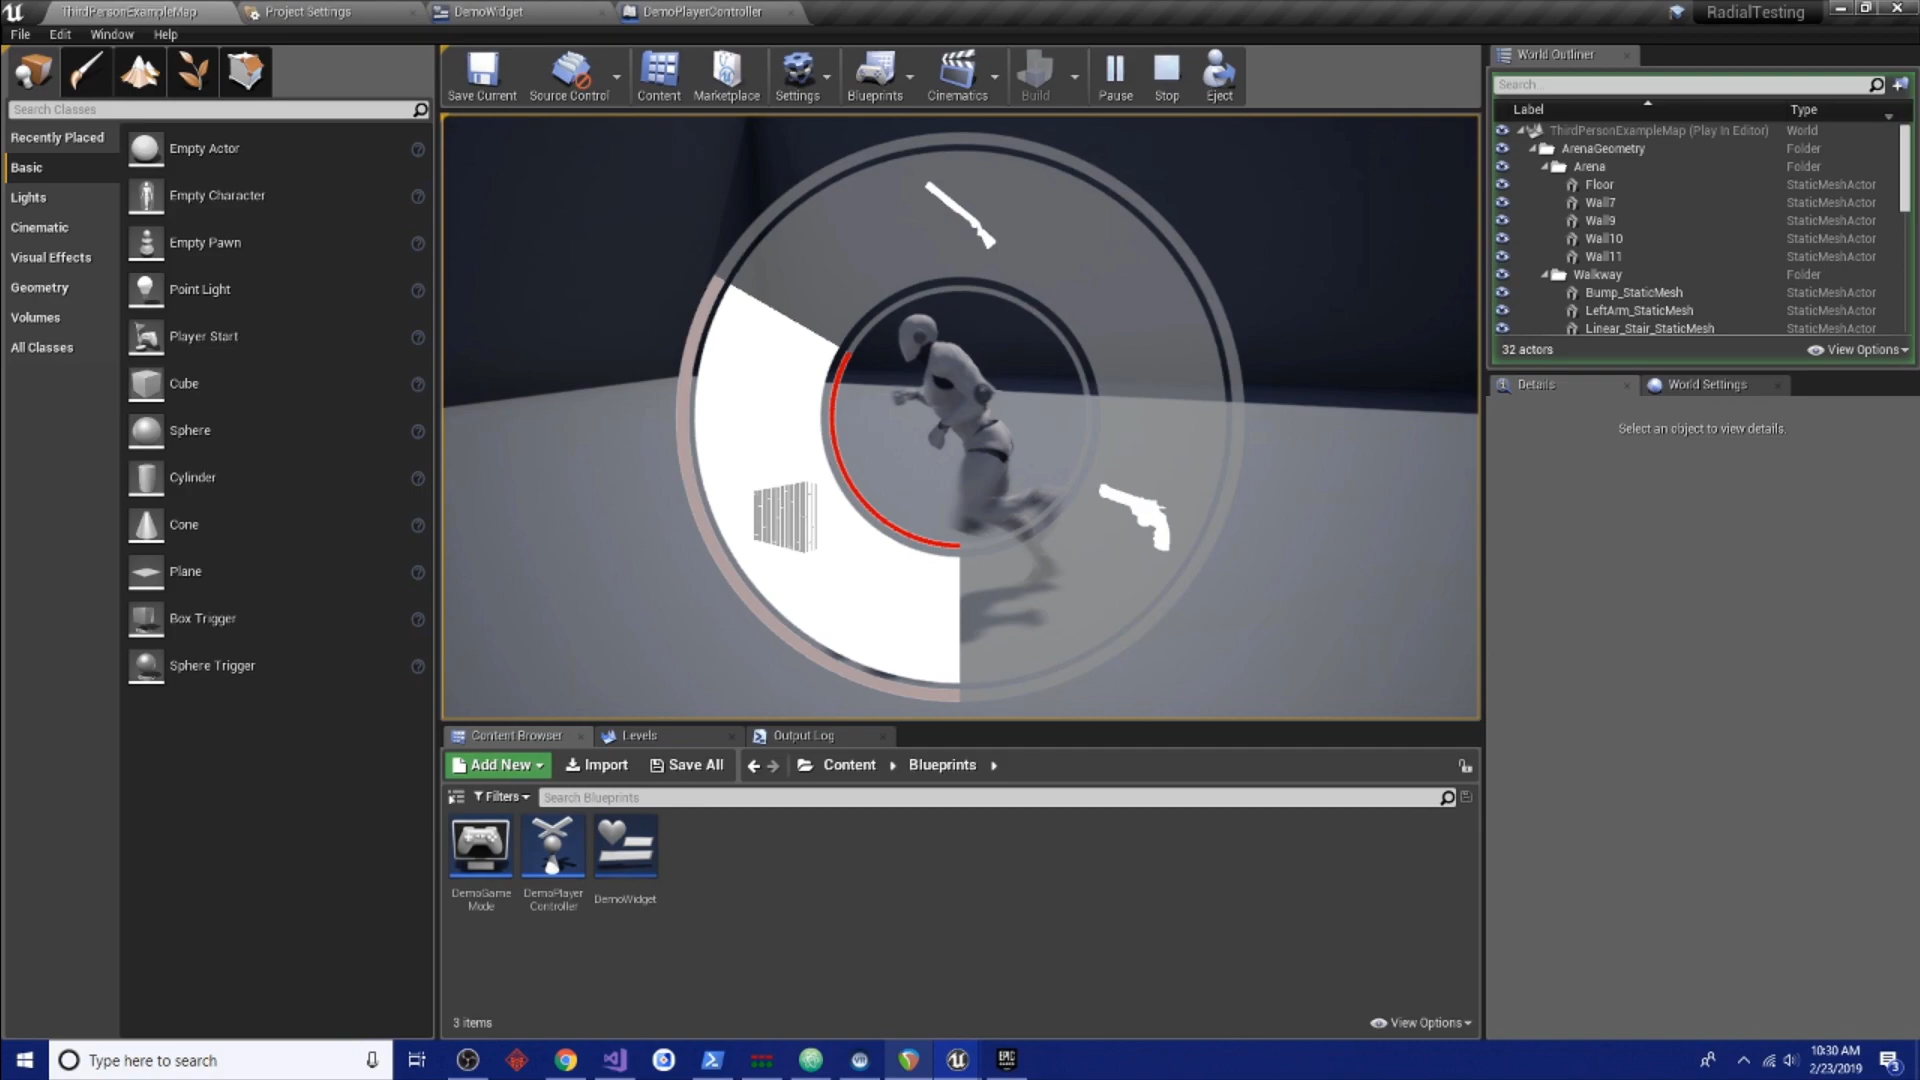 ThirdPersonExampleMap
Project Settings
DemoWidget
DemoPlayerController
RadialTesting
File
Edit
Window
Help
Save Current
Source Control
Content
Marketplace
Settings
Blueprints
Cinematics
Build
Pause
Stop
Eject
Search Classes
Recently Placed
Basic
Lights
Cinematic
Visual Effects
Geometry
Volumes
All Classes
Empty Actor
Empty Character
Empty Pawn
Point Light
Player Start
Cube
Sphere
Cylinder
Cone
Plane
Box Trigger
Sphere Trigger
World Outliner
Search...
Label
Type
ThirdPersonExampleMap (Play In Editor)
World
ArenaGeometry
Folder
Arena
Folder
Floor
StaticMeshActor
Wall7
StaticMeshActor
Wall9
StaticMeshActor
Wall10
StaticMeshActor
Wall11
StaticMeshActor
Walkway
Folder
Bump_StaticMesh
StaticMeshActor
LeftArm_StaticMesh
StaticMeshActor
Linear_Stair_StaticMesh
StaticMeshActor
32 actors
View Options
Details
World Settings
Select an object to view details.
Content Browser
Levels
Output Log
Add New
Import
Save All
Content
Blueprints
Filters
Search Blueprints
DemoGame
Mode
DemoPlayer
Controller
DemoWidget
3 items
View Options
Type here to search
EPIC
GAMES
10:30 AM
2/23/2019
3